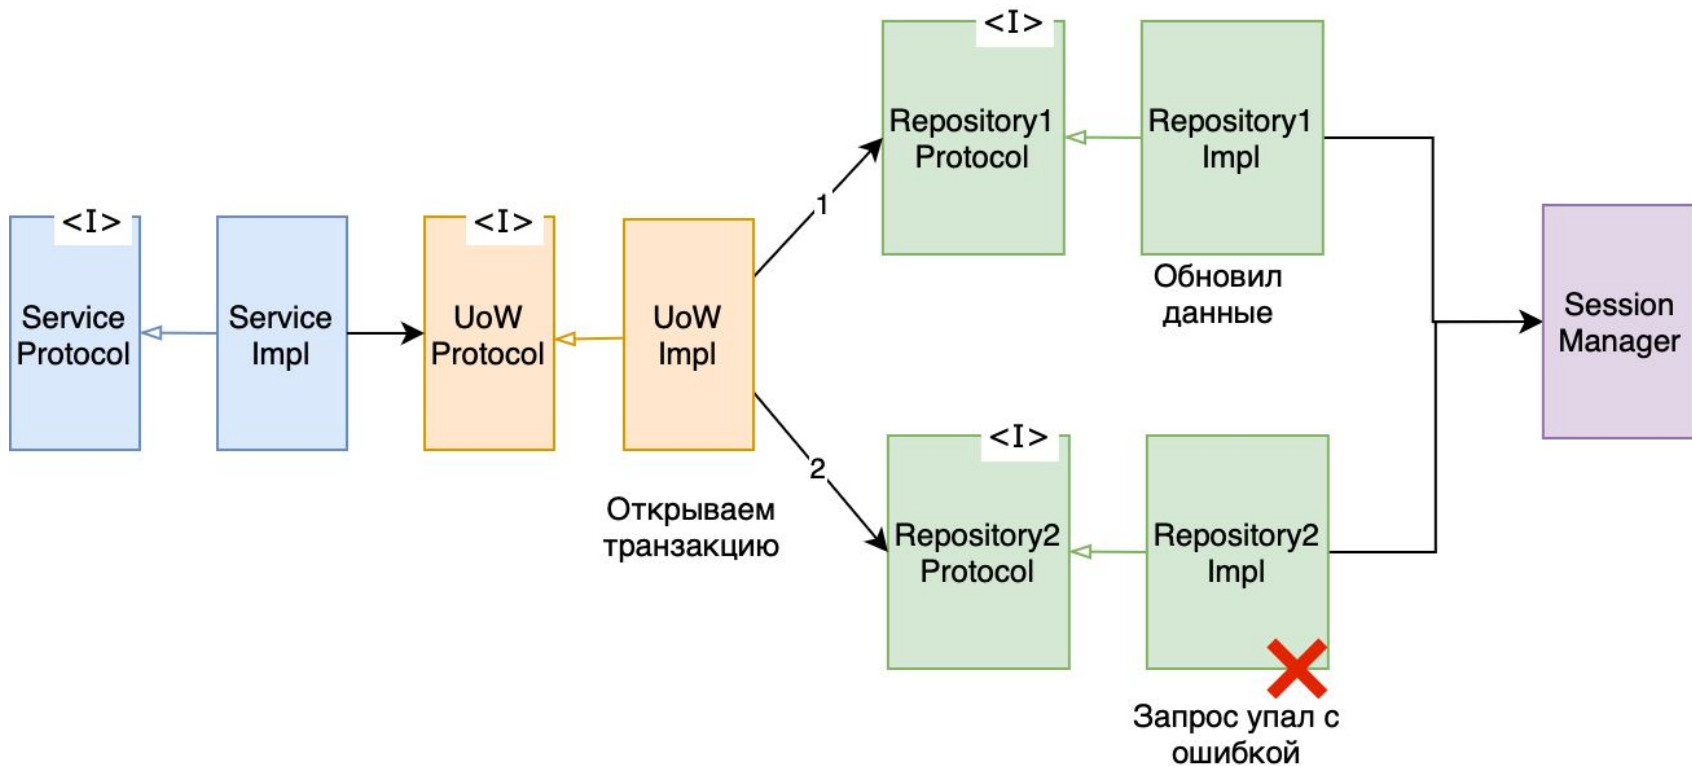 <I>
Service
Protocol
Service
Impl
<I>
UoW
Protocol
UoW
Impl
Открываем
транзакцию
1
2
<I>
Repository1
Protocol
Repository1
Impl
Обновил
данные
<I>
Repository2
Protocol
Repository2
Impl
Запрос упал с
ошибкой
Session
Manager